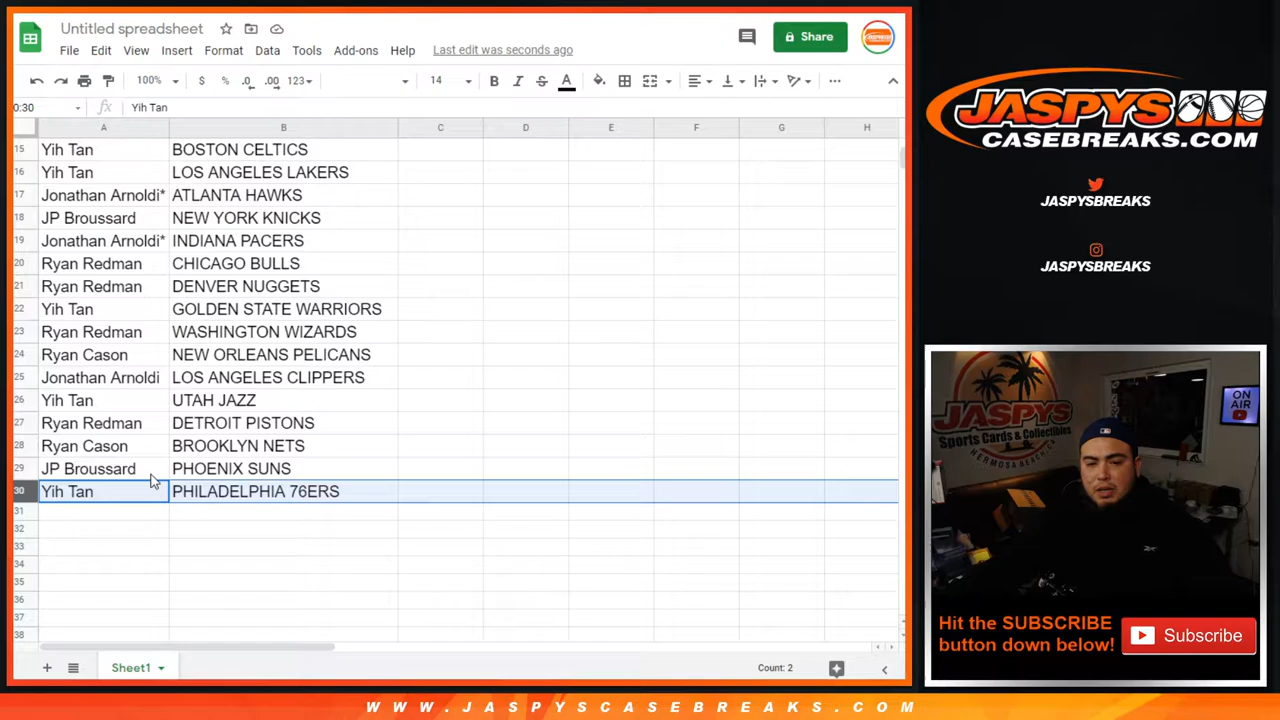 Untitled spreadsheet
File Edit View Insert Format Data Tools Add-ons Help Last edit was seconds ago
Share
100% $ % .0 .00 123 14 B I S A
0:30 fx Yih Tan
A B C D E F G H
15 Yih Tan BOSTON CELTICS
16 Yih Tan LOS ANGELES LAKERS
17 Jonathan Arnoldi* ATLANTA HAWKS
18 JP Broussard NEW YORK KNICKS
19 Jonathan Arnoldi* INDIANA PACERS
20 Ryan Redman CHICAGO BULLS
21 Ryan Redman DENVER NUGGETS
22 Yih Tan GOLDEN STATE WARRIORS
23 Ryan Redman WASHINGTON WIZARDS
24 Ryan Cason NEW ORLEANS PELICANS
25 Jonathan Arnoldi LOS ANGELES CLIPPERS
26 Yih Tan UTAH JAZZ
27 Ryan Redman DETROIT PISTONS
28 Ryan Cason BROOKLYN NETS
29 JP Broussard PHOENIX SUNS
30 Yih Tan PHILADELPHIA 76ERS
31
32
33
34
35
36
37
38
Sheet1
Count: 2
JASPYS
CASEBREAKS.COM
JASPYSBREAKS
JASPYSBREAKS
JASPYS
Sports Cards & Collectibles
HERMOSA BEACH, CA
ON
AIR
Hit the SUBSCRIBE
button down below!
Subscribe
WWW.JASPYSCASEBREAKS.COM